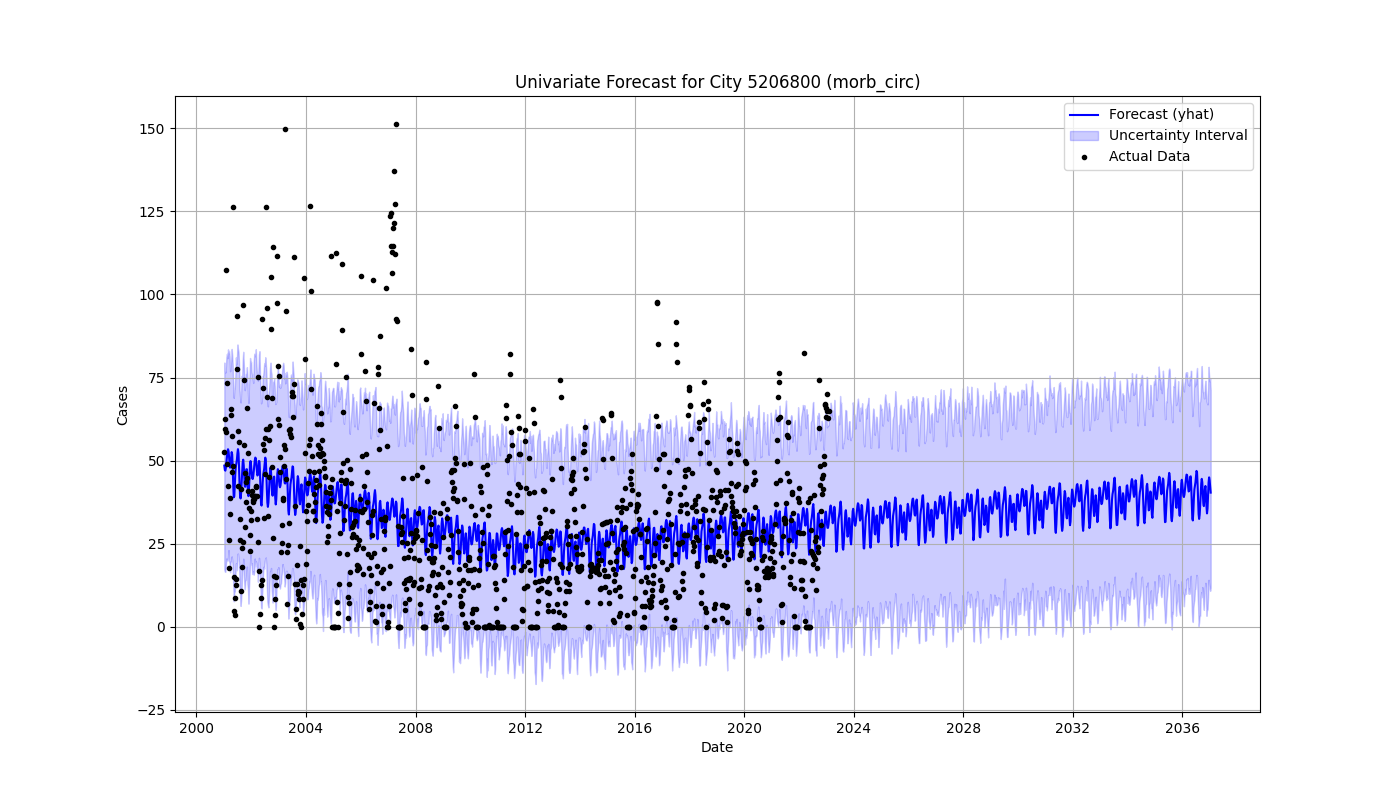 Univariate Forecast for City 5206800 (morb_circ)
Forecast (yhat)
Uncertainty Interval
Actual Data
Cases
150
125
100
75
50
25
0
−25
2000 2004 2008 2012 2016 2020 2024 2028 2032 2036
Date